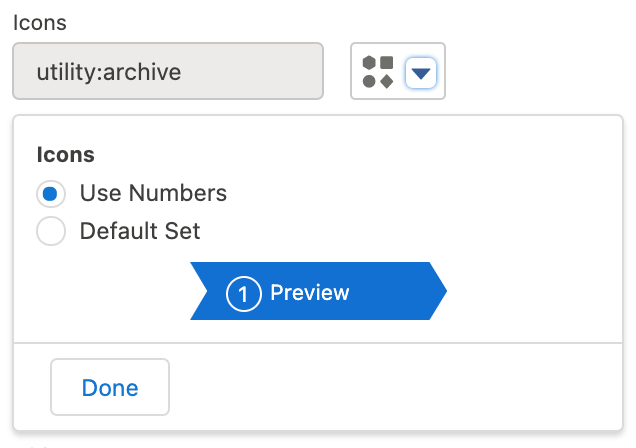 Icons
utility:archive
Icons
Use Numbers
Default Set
1 Preview
Done